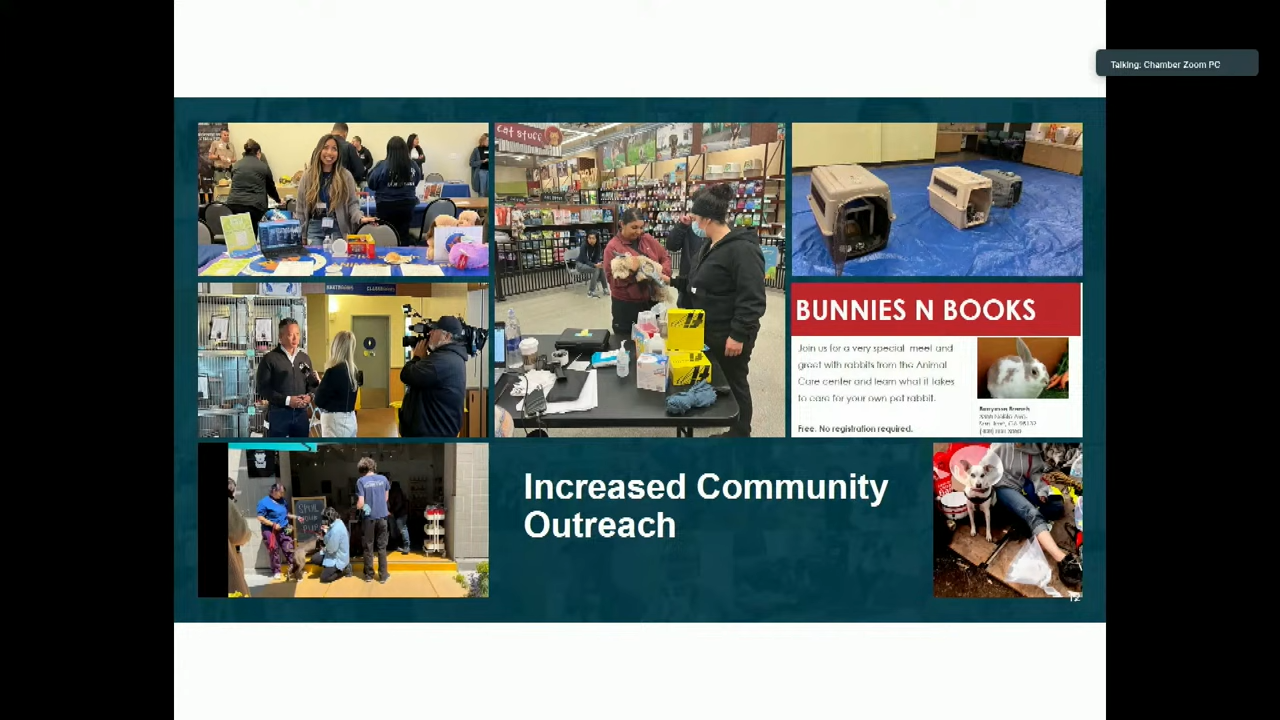 Talking: Chamber Zoom PC
cat stuff
BUNNIES N BOOKS
Join us for a very special meet and
greet with rabbits from the Animal
Care center and learn what it takes
to care for your own pet rabbit.
Free. No registration required.
Increased Community
Outreach
12